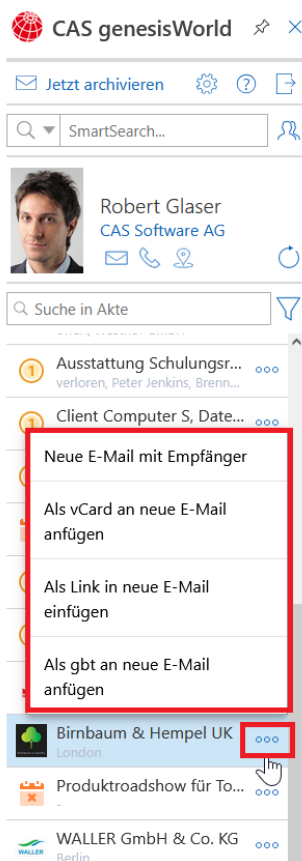 CAS genesisWorld
Jetzt archivieren
SmartSearch...
Robert Glaser
CAS Software AG
Suche in Akte
Ausstattung Schulungsr...
verloren, Peter Jenkins, Brenn...
Client Computer S, Date...
Neue E-Mail mit Empfänger
Als vCard an neue E-Mail
anfügen
Als Link in neue E-Mail
einfügen
Als gbt an neue E-Mail
anfügen
Birnbaum & Hempel UK
London
Produktroadshow für To...
-
WALLER GmbH & Co. KG
WALLER
Berlin